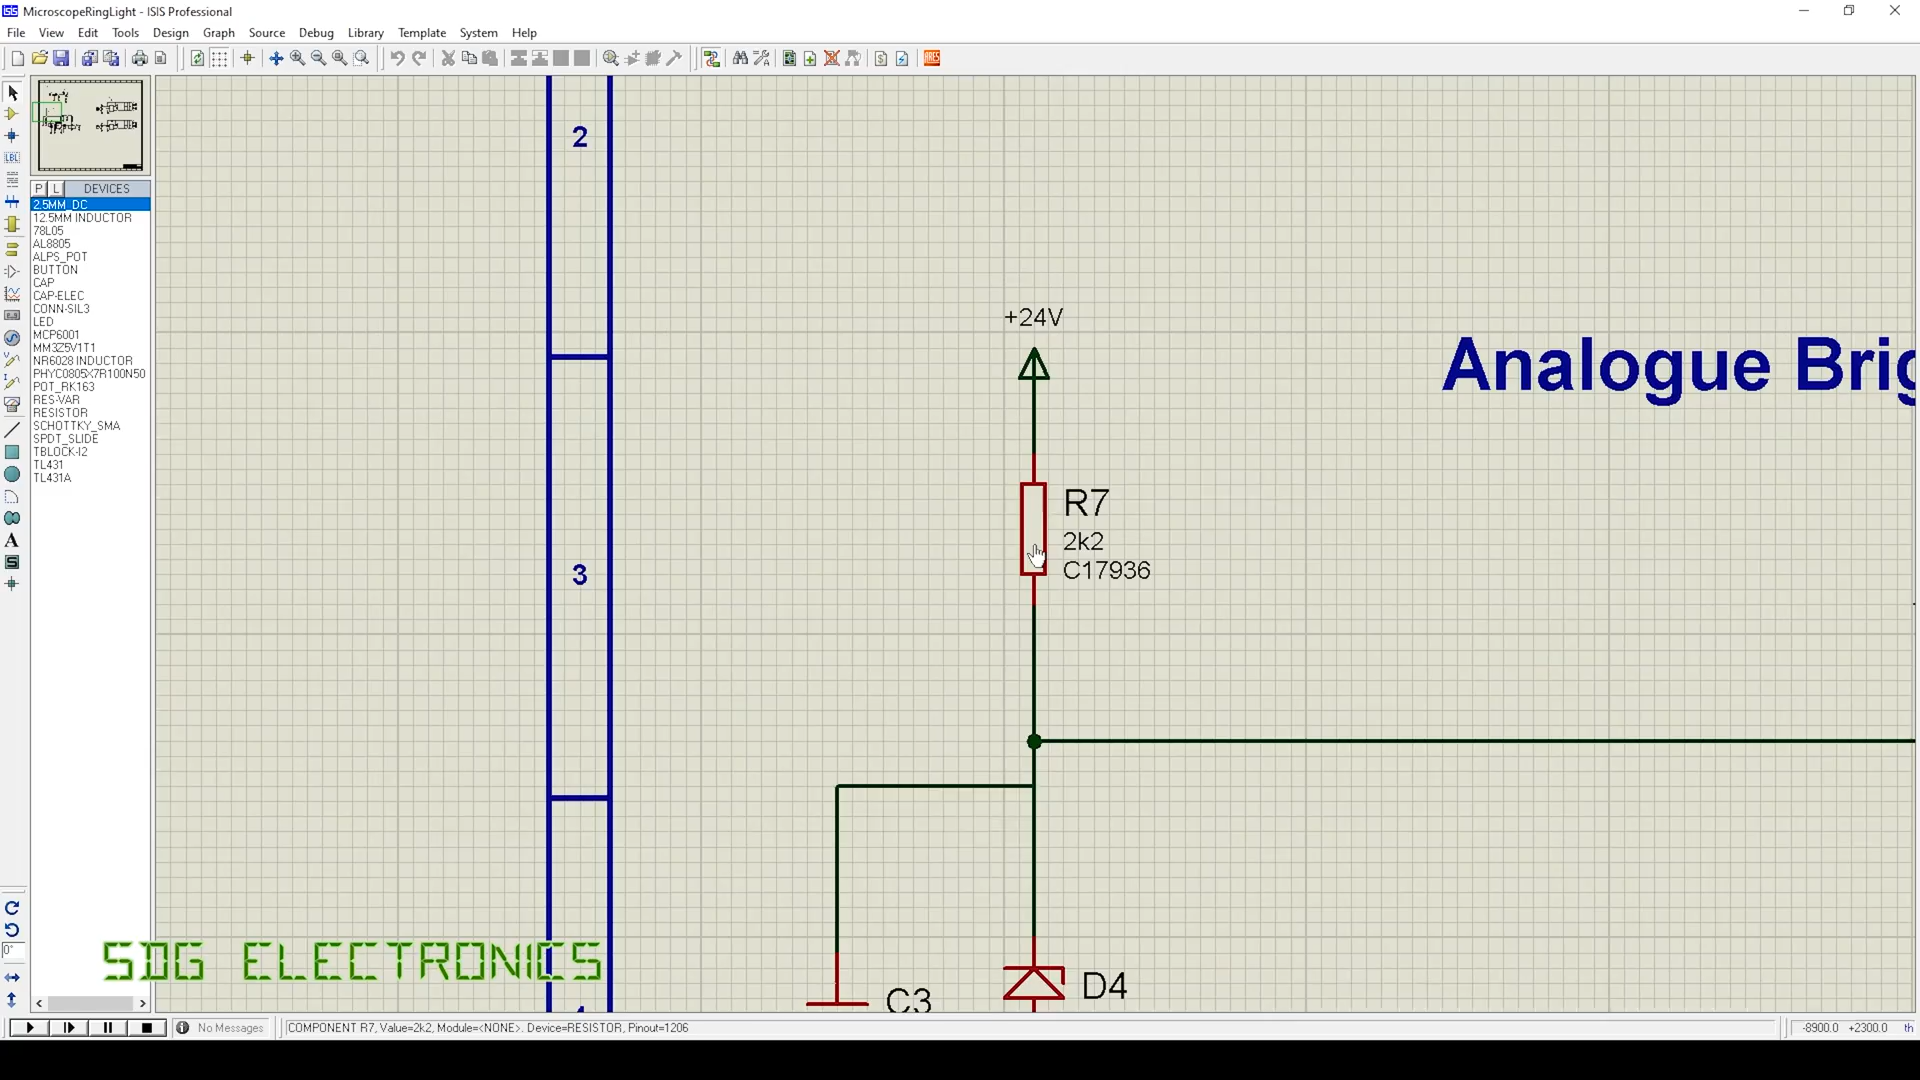 ISIS MicroscopeRingLight - ISIS Professional
File View Edit Tools Design Graph Source Debug Library Template System Help
LBL
A
S
0°
P L DEVICES
2.5MM_DC
12.5MM INDUCTOR
78L05
AL8805
ALPS_POT
BUTTON
CAP
CAP-ELEC
CONN-SIL3
LED
MCP6001
MM3Z5V1T1
NR6028 INDUCTOR
PHYC0805X7R100N50
POT_RK163
RES-VAR
RESISTOR
SCHOTTKY_SMA
SPDT_SLIDE
TBLOCK-I2
TL431
TL431A
2
3
+24V
Analogue Brig
R7
2k2
C17936
C3
D4
SDG ELECTRONICS
No Messages
COMPONENT R7, Value=2k2, Module=<NONE>. Device=RESISTOR, Pinout=1206
-8900.0 +2300.0 th